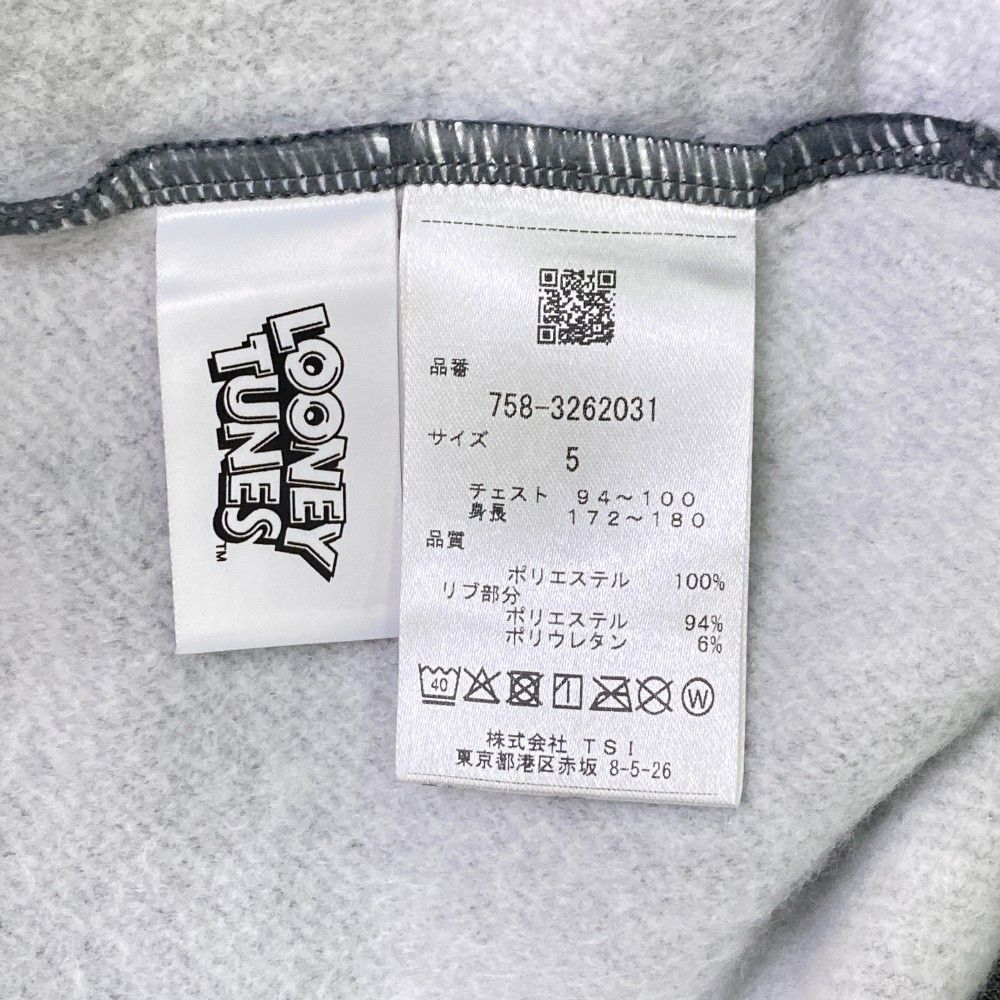 LOONEY
TUNES™
品番
758-3262031
サイズ
5
チェスト 94～100
身長 172～180
品質
ポリエステル 100%
リブ部分
ポリエステル 94%
ポリウレタン 6%
40
W
株式会社 TSI
東京都港区赤坂 8-5-26